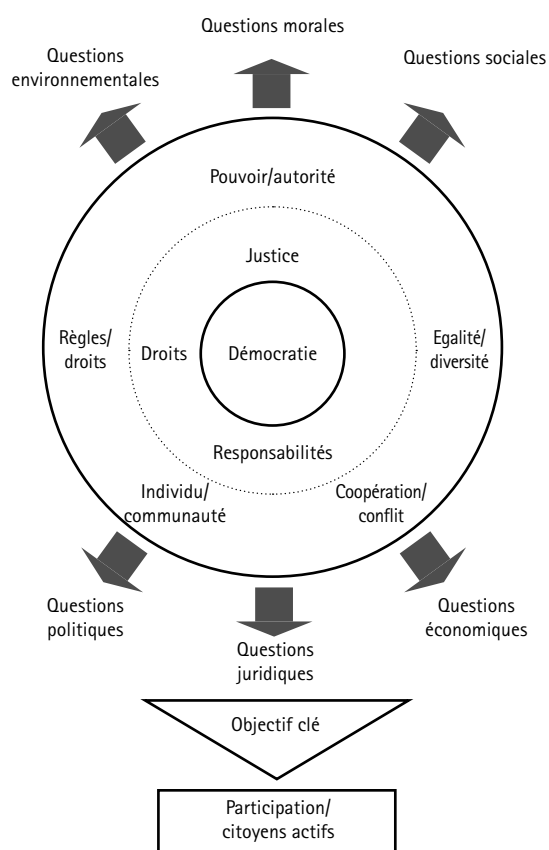 Questions morales
Questions
environnementales
Questions sociales
Pouvoir/autorité
Justice
Règles/
droits
Droits
Démocratie
Egalité/
diversité
Responsabilités
Individu/
communauté
Coopération/
conflit
Questions
politiques
Questions
juridiques
Questions
économiques
Objectif clé
Participation/
citoyens actifs